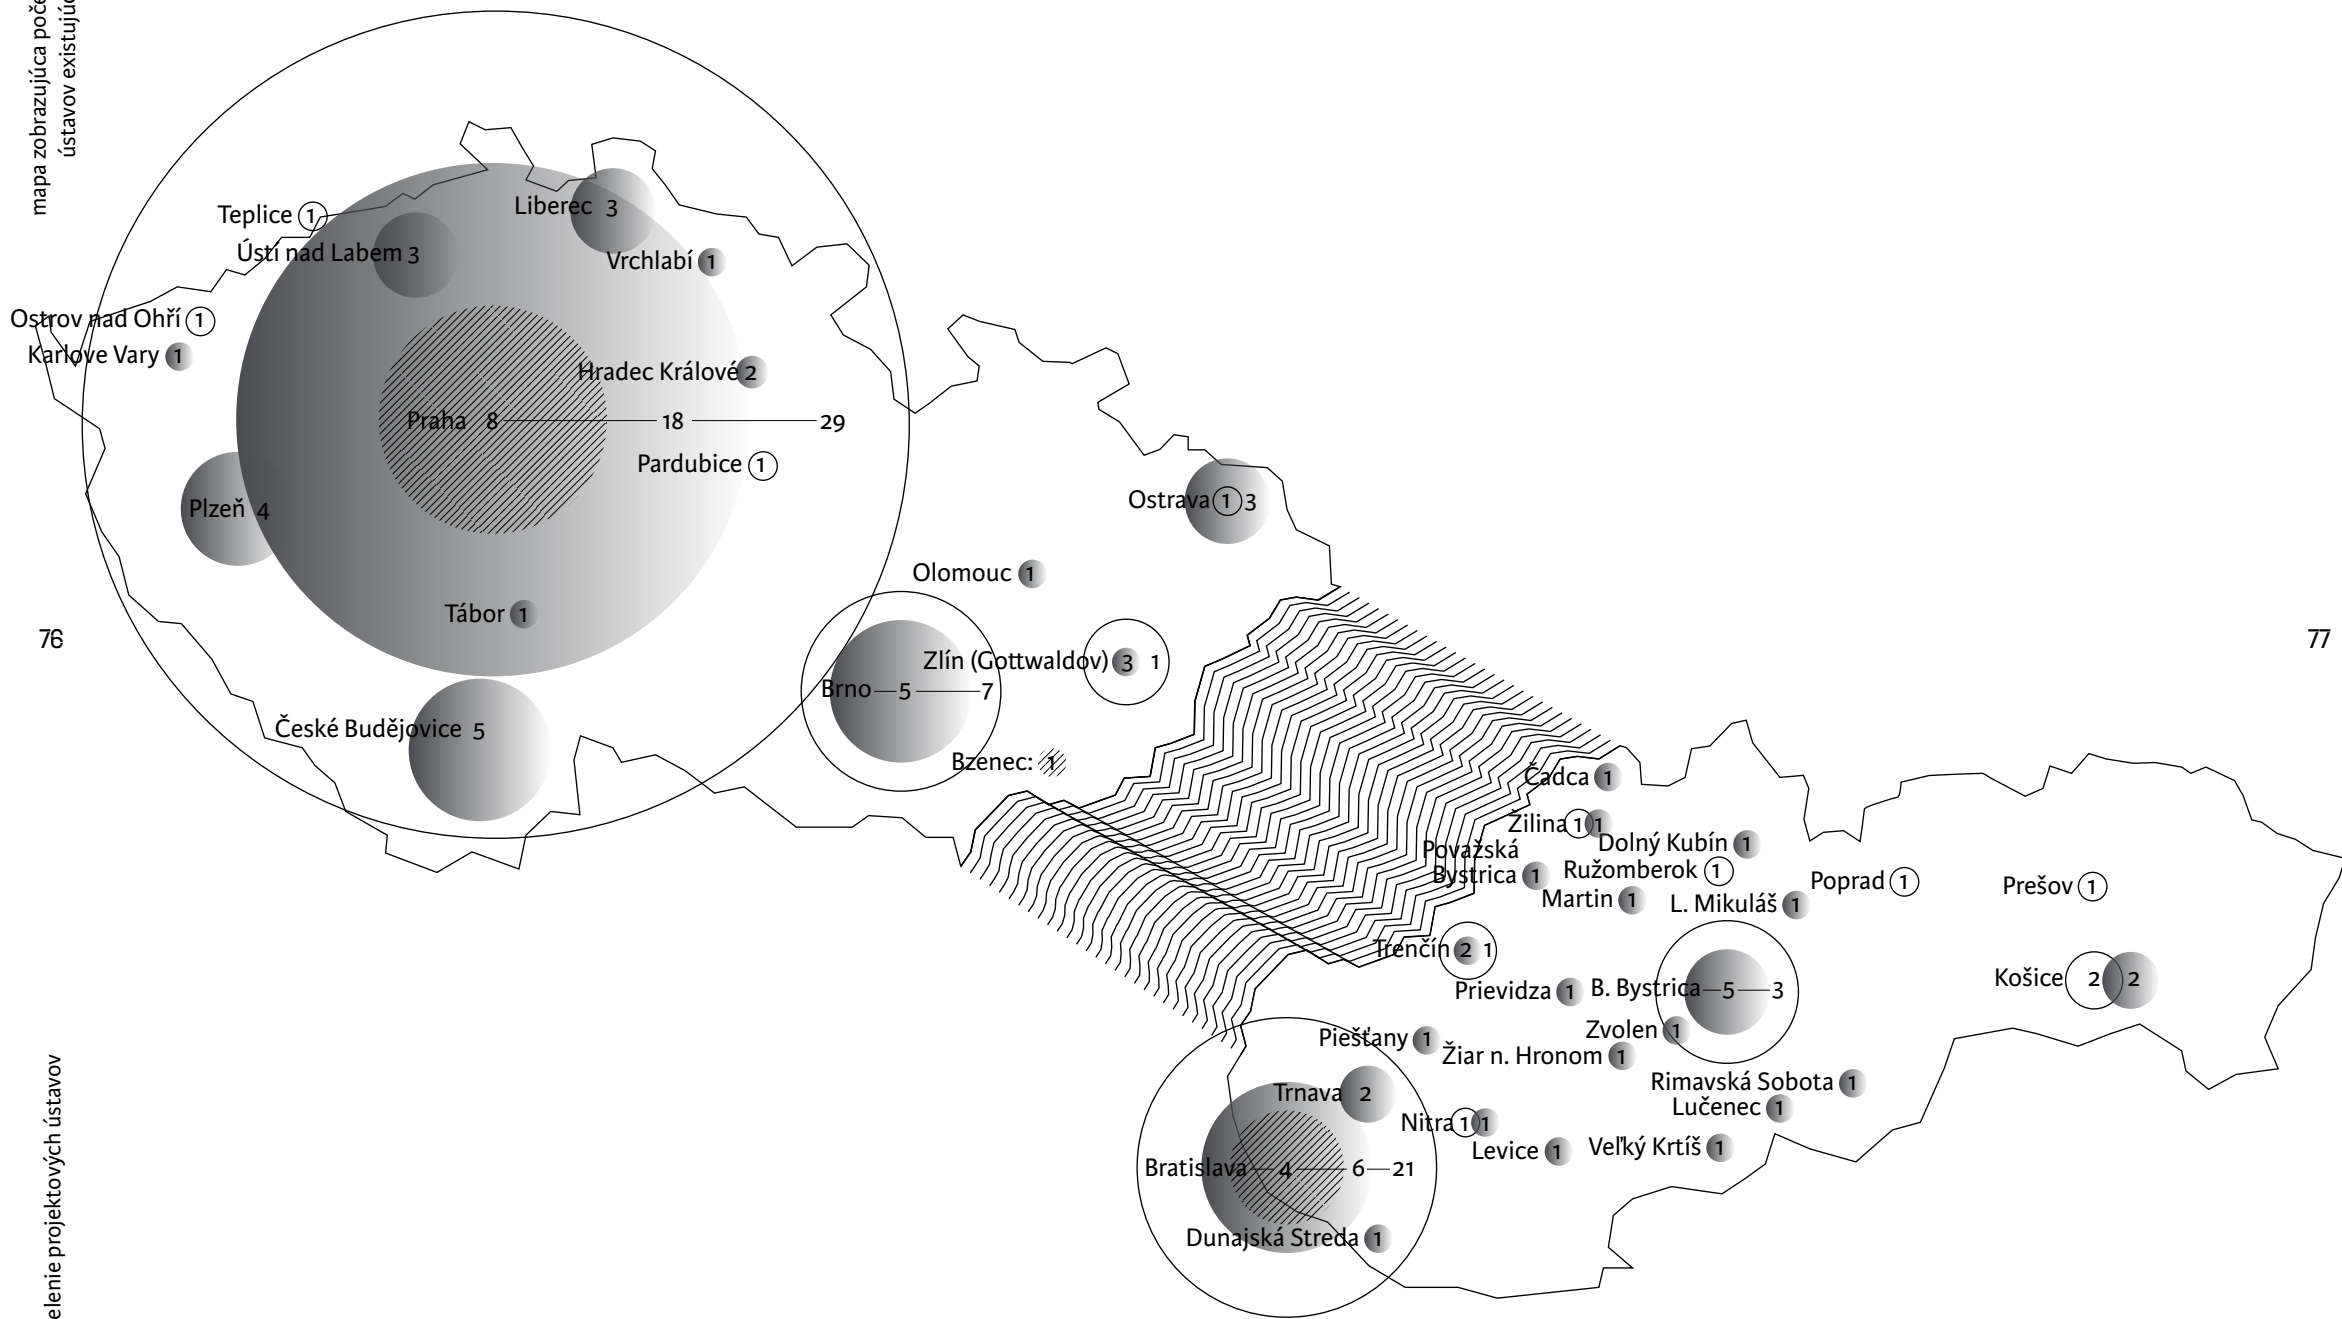 mapa zobrazujúca
ústavov
Teplice 1
Liberec 3
Ústí nad Labem 3
Vrchlabí 1
Ostrov nad Ohří 1
Karlove Vary 1
Hradec Králové 2
Praha 8 18 29
Pardubice 1
Plzeň 4
Ostrava 1 3
Olomouc 1
Tábor 1
76
77
Zlín (Gottwaldov) 3 1
Brno 5 7
České Budějovice 5
Bzenec: 1
Čadca 1
Žilina 1 1
Dolný Kubín 1
Považská
Bystrica 1
Ružomberok 1
Poprad 1
Prešov 1
Martin 1
L. Mikuláš 1
Trenčín 2 1
Košice 2 2
Prievidza 1
B. Bystrica 5 3
Zvolen 1
Piešťany 1
Žiar n. Hronom 1
Rimavská Sobota 1
Trnava 2
Lučenec 1
Nitra 1 1
Levice 1
Veľký Krtíš 1
Bratislava 4 6 21
Dunajská Streda 1
projektových ústavov